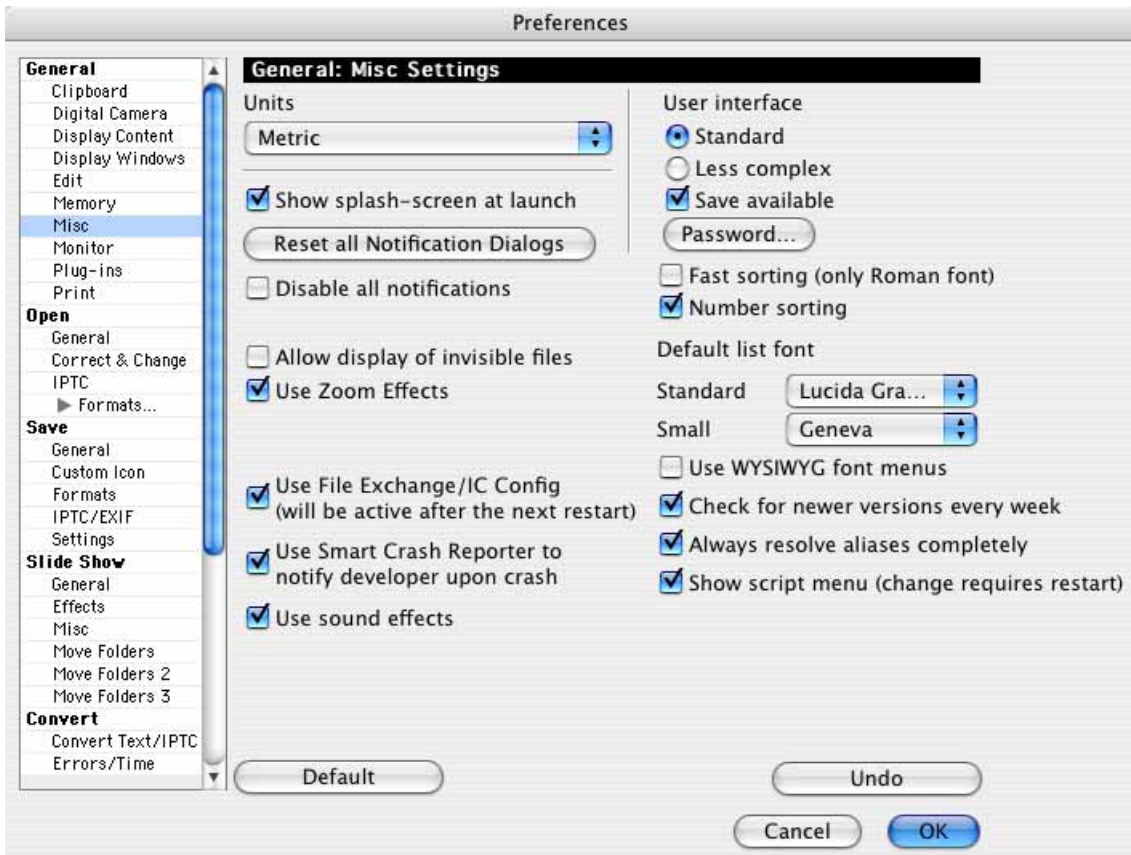 Preferences
General
Clipboard
Digital Camera
Display Content
Display Windows
Edit
Memory
Misc
Monitor
Plug-ins
Print
Open
General
Correct & Change
IPTC
Formats...
Save
General
Custom Icon
Formats
IPTC/EXIF
Settings
Slide Show
General
Effects
Misc
Move Folders
Move Folders 2
Move Folders 3
Convert
Convert Text/IPTC
Errors/Time
General: Misc Settings
Units
Metric
Show splash-screen at launch
Reset all Notification Dialogs
Disable all notifications
Allow display of invisible files
Use Zoom Effects
Use File Exchange/IC Config
(will be active after the next restart)
Use Smart Crash Reporter to
notify developer upon crash
Use sound effects
User interface
Standard
Less complex
Save available
Password...
Fast sorting (only Roman font)
Number sorting
Default list font
Standard
Lucida Gra...
Small
Geneva
Use WYSIWYG font menus
Check for newer versions every week
Always resolve aliases completely
Show script menu (change requires restart)
Default
Undo
Cancel
OK